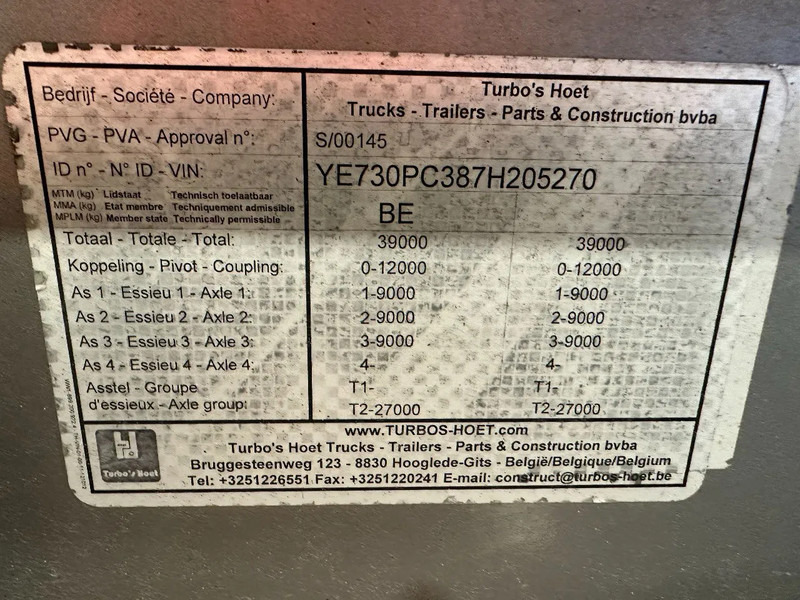 Bedrijf - Société - Company: Turbo's Hoet
Trucks - Trailers - Parts & Construction bvba
PVG - PVA - Approval n°: S/00145
ID n° - N° ID - VIN: YE730PC387H205270
MTM (kg) Lidstaat Technisch toelaatbaar
MMA (kg) Etat membre Techniquement admissible
MPLM (kg) Member state Technically permissible
BE
Totaal - Totale - Total: 39000 39000
Koppeling - Pivot - Coupling: 0-12000 0-12000
As 1 - Essieu 1 - Axle 1: 1-9000 1-9000
As 2 - Essieu 2 - Axle 2: 2-9000 2-9000
As 3 - Essieu 3 - Axle 3: 3-9000 3-9000
As 4 - Essieu 4 - Axle 4: 4- 4-
Asstel - Groupe T1- T1-
d'essieux - Axle group: T2-27000 T2-27000
www.TURBOS-HOET.com
Turbo's Hoet Trucks - Trailers - Parts & Construction bvba
Bruggesteenweg 123 - 8830 Hooglede-Gits - België/Belgique/Belgium
Tel: +3251226551 Fax: +3251220241 E-mail: construct@turbos-hoet.be
Turbo's Hoet